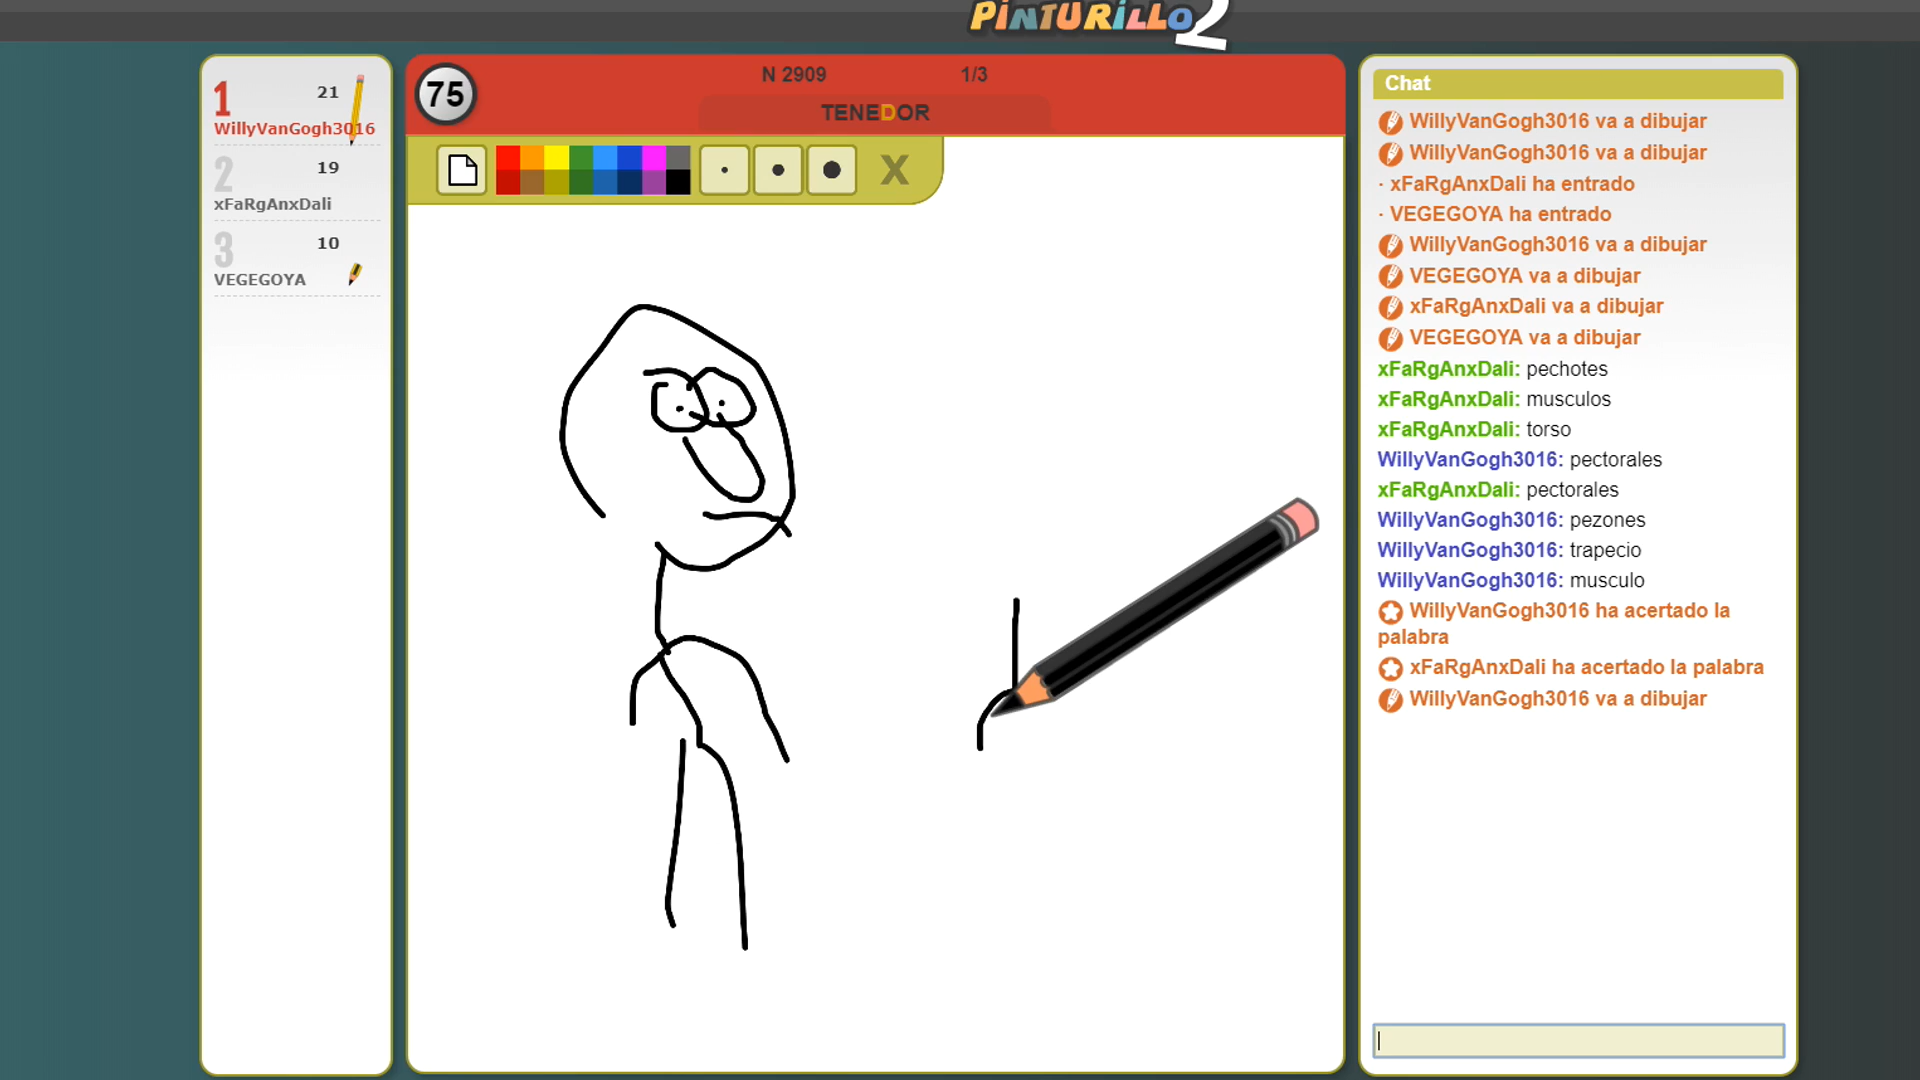 PINTURILLO2
1 21
WillyVanGogh3016
2 19
xFaRgAnxDali
3 10
VEGEGOYA
75
N 2909 1/3
TENEDOR
X
Chat
WillyVanGogh3016 va a dibujar
WillyVanGogh3016 va a dibujar
· xFaRgAnxDali ha entrado
· VEGEGOYA ha entrado
WillyVanGogh3016 va a dibujar
VEGEGOYA va a dibujar
xFaRgAnxDali va a dibujar
VEGEGOYA va a dibujar
xFaRgAnxDali: pechotes
xFaRgAnxDali: musculos
xFaRgAnxDali: torso
WillyVanGogh3016: pectorales
xFaRgAnxDali: pectorales
WillyVanGogh3016: pezones
WillyVanGogh3016: trapecio
WillyVanGogh3016: musculo
WillyVanGogh3016 ha acertado la
palabra
xFaRgAnxDali ha acertado la palabra
WillyVanGogh3016 va a dibujar